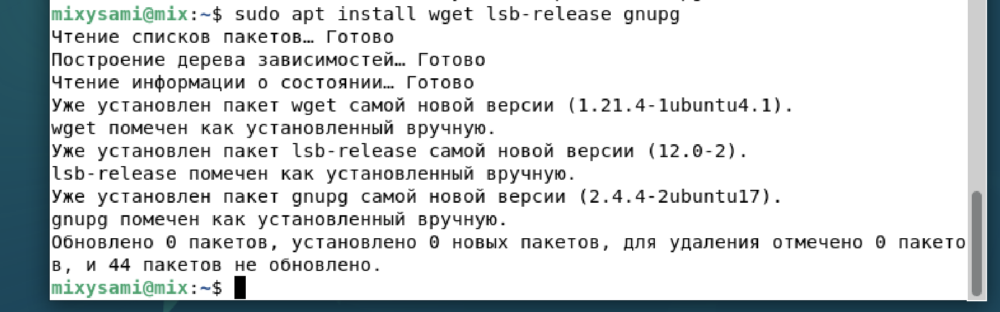 mixysami@mix:~$ sudo apt install wget lsb-release gnupg
Чтение списков пакетов… Готово
Построение дерева зависимостей… Готово
Чтение информации о состоянии… Готово
Уже установлен пакет wget самой новой версии (1.21.4-1ubuntu4.1).
wget помечен как установленный вручную.
Уже установлен пакет lsb-release самой новой версии (12.0-2).
lsb-release помечен как установленный вручную.
Уже установлен пакет gnupg самой новой версии (2.4.4-2ubuntu17).
gnupg помечен как установленный вручную.
Обновлено 0 пакетов, установлено 0 новых пакетов, для удаления отмечено 0 пакето
в, и 44 пакетов не обновлено.
mixysami@mix:~$